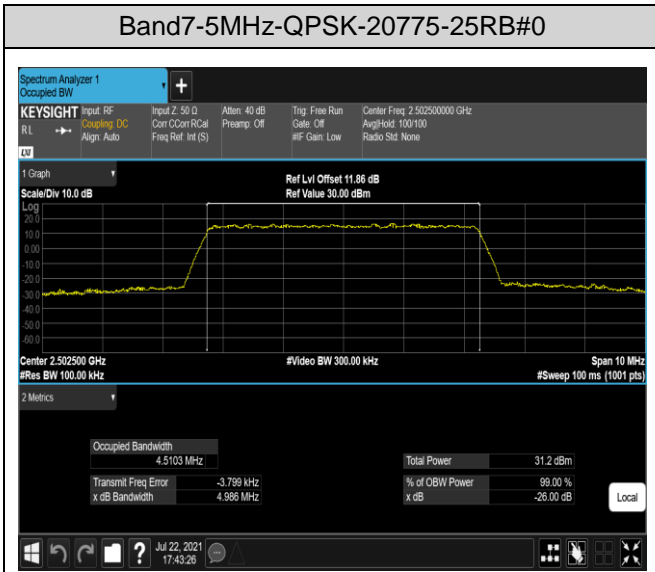 Band7-5MHz-QPSK-20775-25RB#0
Spectrum Analyzer 1
Occupied BW
+
KEYSIGHT Input: RF Input Z: 50 Ω Atten: 40 dB Trig: Free Run Center Freq: 2.502500000 GHz
RL Coupling: DC Corr CCorr RCal Preamp: Off Gate: Off Avg|Hold: 100/100
Align: Auto Freq Ref: Int (S) #IF Gain: Low Radio Std: None
LXI
1 Graph Ref Lvl Offset 11.86 dB
Scale/Div 10.0 dB Ref Value 30.00 dBm
Log
20.0
10.0
0.00
-10.0
-20.0
-30.0
-40.0
-50.0
-60.0
Center 2.502500 GHz #Video BW 300.00 kHz Span 10 MHz
#Res BW 100.00 kHz #Sweep 100 ms (1001 pts)
2 Metrics
Occupied Bandwidth
4.5103 MHz Total Power 31.2 dBm
Transmit Freq Error -3.799 kHz % of OBW Power 99.00 %
x dB Bandwidth 4.986 MHz x dB -26.00 dB
Local
? Jul 22, 2021
17:43:26